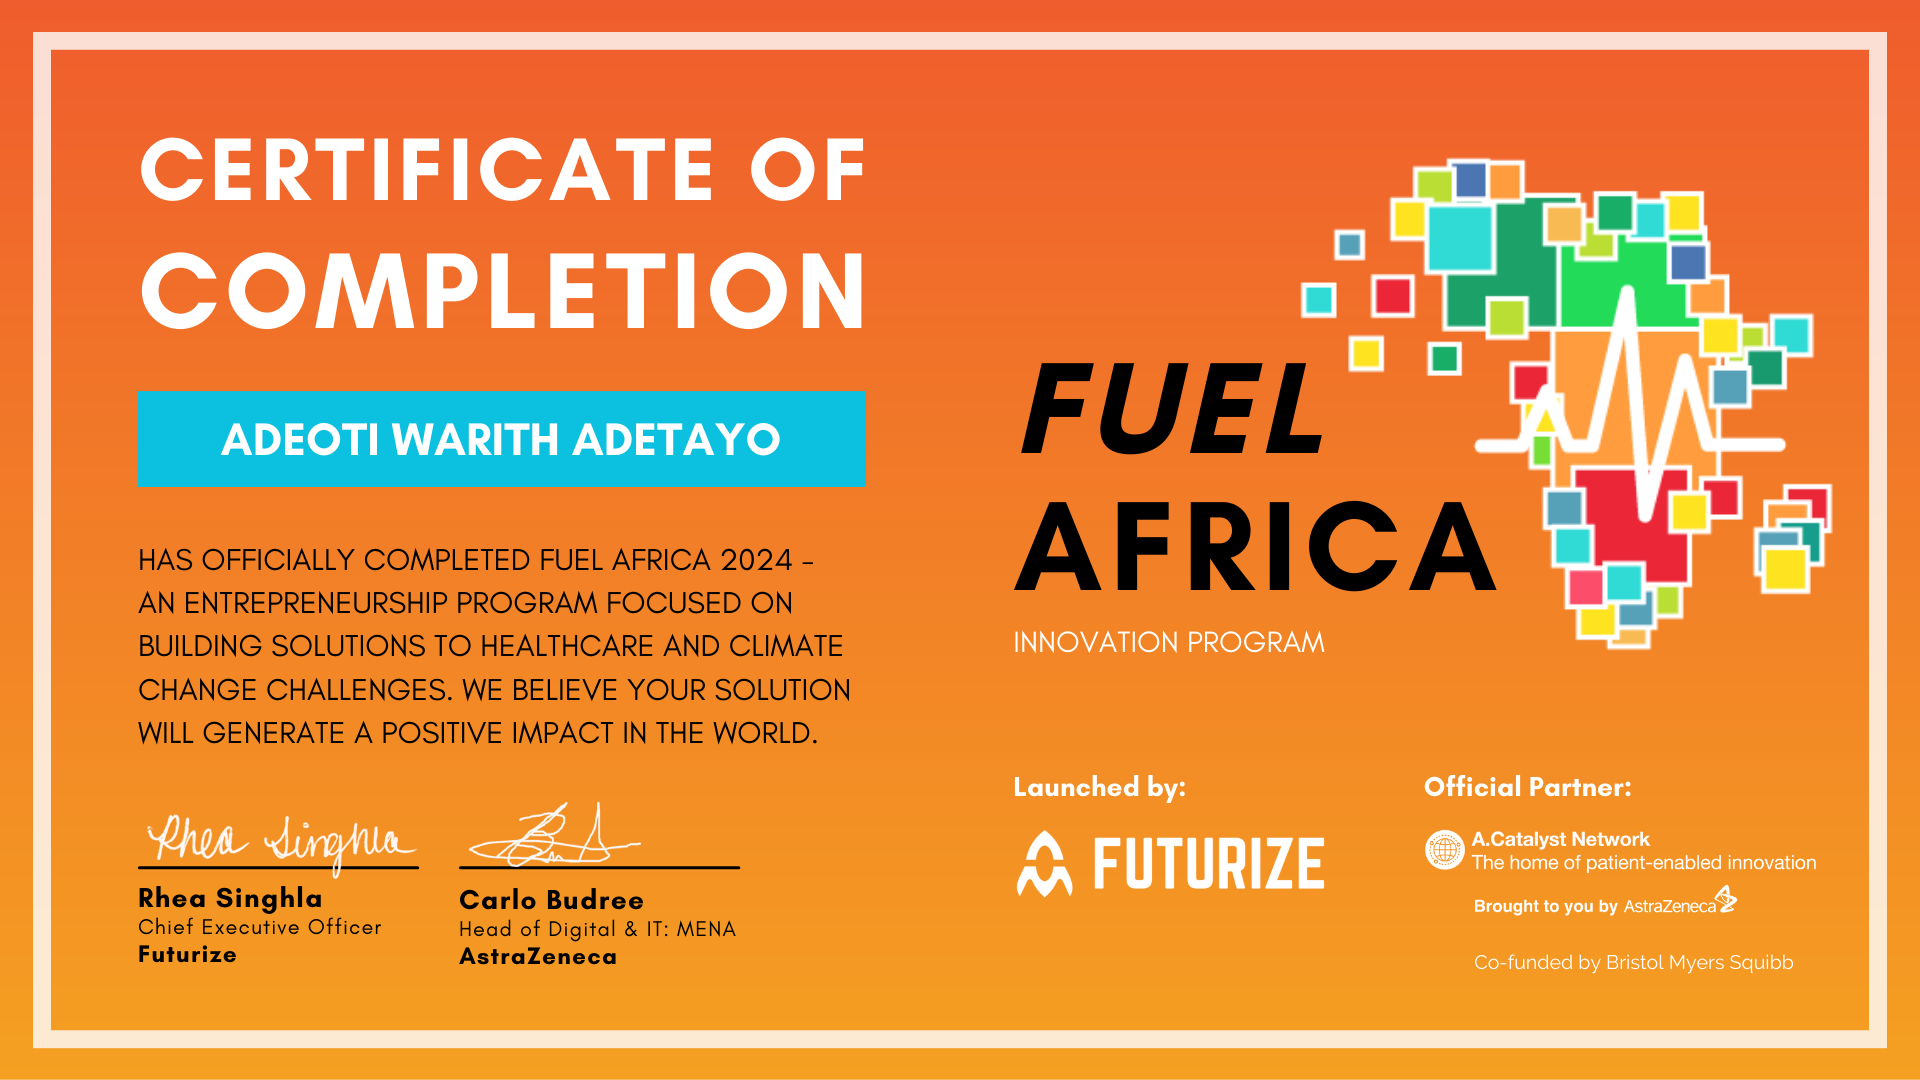 CERTIFICATE OF
COMPLETION
ADEOTI WARITH ADETAYO
HAS OFFICIALLY COMPLETED FUEL AFRICA 2024 –
AN ENTREPRENEURSHIP PROGRAM FOCUSED ON
BUILDING SOLUTIONS TO HEALTHCARE AND CLIMATE
CHANGE CHALLENGES. WE BELIEVE YOUR SOLUTION
WILL GENERATE A POSITIVE IMPACT IN THE WORLD.
Rhea Singhla
Rhea Singhla
Chief Executive Officer
Futurize
Carlo Budree
Head of Digital & IT: MENA
AstraZeneca
FUEL
AFRICA
INNOVATION PROGRAM
Launched by:
FUTURIZE
Official Partner:
A.Catalyst Network
The home of patient-enabled innovation
Brought to you by AstraZeneca
Co-funded by Bristol Myers Squibb